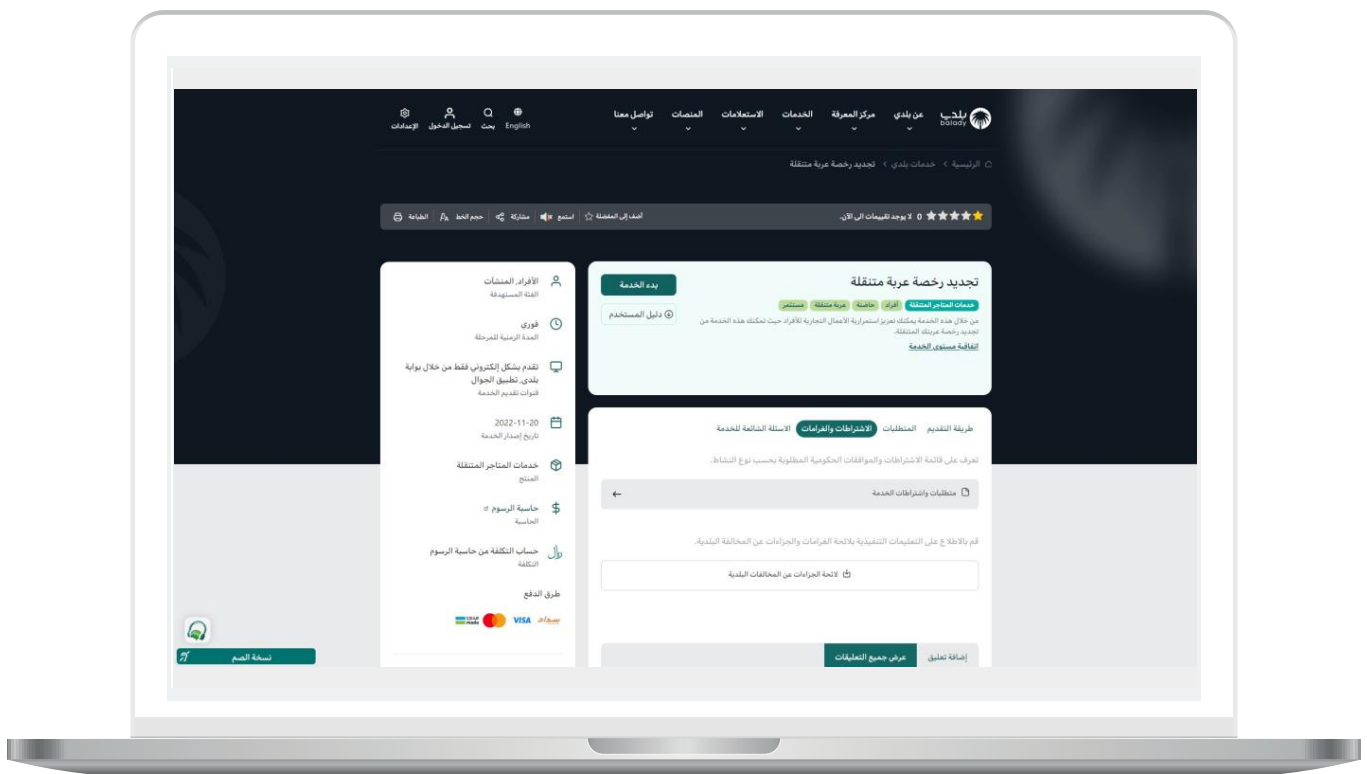 بلدي
balady
عن بلدي
مركز المعرفة
الخدمات
الاستعلامات
المنصات
تواصل معنا
English
بحث
تسجيل الدخول
الإعدادات
الرئيسية > خدمات بلدي > تجديد رخصة عربة متنقلة
0 لا يوجد تقييمات الى الآن.
أضف إلى المفضلة
استمع
مشاركة
حجم الخط
الطباعة
تجديد رخصة عربة متنقلة
بدء الخدمة
خدمات المتاجر المتنقلة أفراد حاضنة عربة متنقلة مستثمر
دليل المستخدم
من خلال هذه الخدمة يمكنك تعزيز استمرارية الأعمال التجارية للأفراد حيث تمكنك هذه الخدمة من
تجديد رخصة عربتك المتنقلة.
اتفاقية مستوى الخدمة
طريقة التقديم المتطلبات الاشتراطات والغرامات الاسئلة الشائعة للخدمة
تعرف على قائمة الاشتراطات والموافقات الحكومية المطلوبة بحسب نوع النشاط.
متطلبات واشتراطات الخدمة
قم بالاطلاع على التعليمات التنفيذية بلائحة الغرامات والجزاءات عن المخالفة البلدية.
لائحة الجزاءات عن المخالفات البلدية
إضافة تعليق عرض جميع التعليقات
الأفراد, المنشآت
الفئة المستهدفة
فوري
المدة الزمنية للمرحلة
تقدم بشكل إلكتروني فقط من خلال بوابة
بلدي, تطبيق الجوال
قنوات تقديم الخدمة
2022-11-20
تاريخ إصدار الخدمة
خدمات المتاجر المتنقلة
المنتج
حاسبة الرسوم
الحاسبة
حساب التكلفة من حاسبة الرسوم
التكلفة
طرق الدفع
سداد VISA mada
نسخة الصم